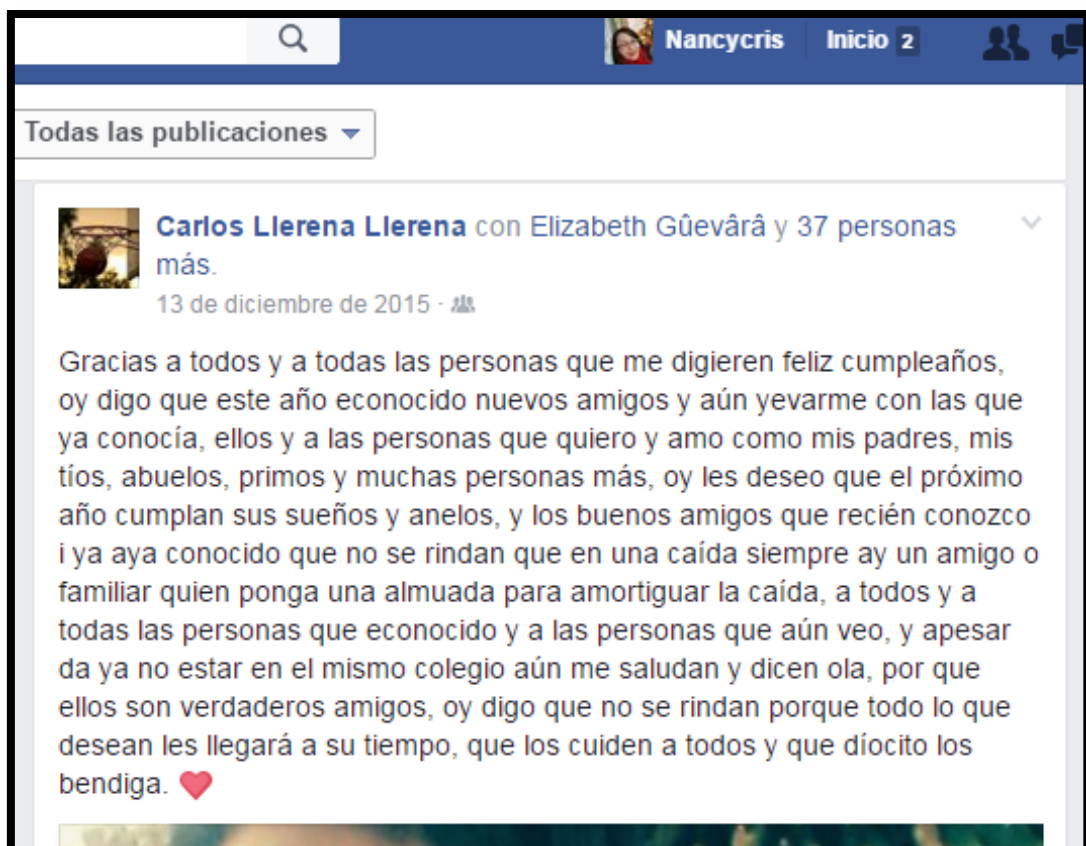 Nancycris Inicio 2
Todas las publicaciones
Carlos Llerena Llerena con Elizabeth Gûevârâ y 37 personas
más.
13 de diciembre de 2015 ·
Gracias a todos y a todas las personas que me digieren feliz cumpleaños,
oy digo que este año econocido nuevos amigos y aún yevarme con las que
ya conocía, ellos y a las personas que quiero y amo como mis padres, mis
tíos, abuelos, primos y muchas personas más, oy les deseo que el próximo
año cumplan sus sueños y anelos, y los buenos amigos que recién conozco
i ya aya conocido que no se rindan que en una caída siempre ay un amigo o
familiar quien ponga una almuada para amortiguar la caída, a todos y a
todas las personas que econocido y a las personas que aún veo, y apesar
da ya no estar en el mismo colegio aún me saludan y dicen ola, por que
ellos son verdaderos amigos, oy digo que no se rindan porque todo lo que
desean les llegará a su tiempo, que los cuiden a todos y que díocito los
bendiga. ❤